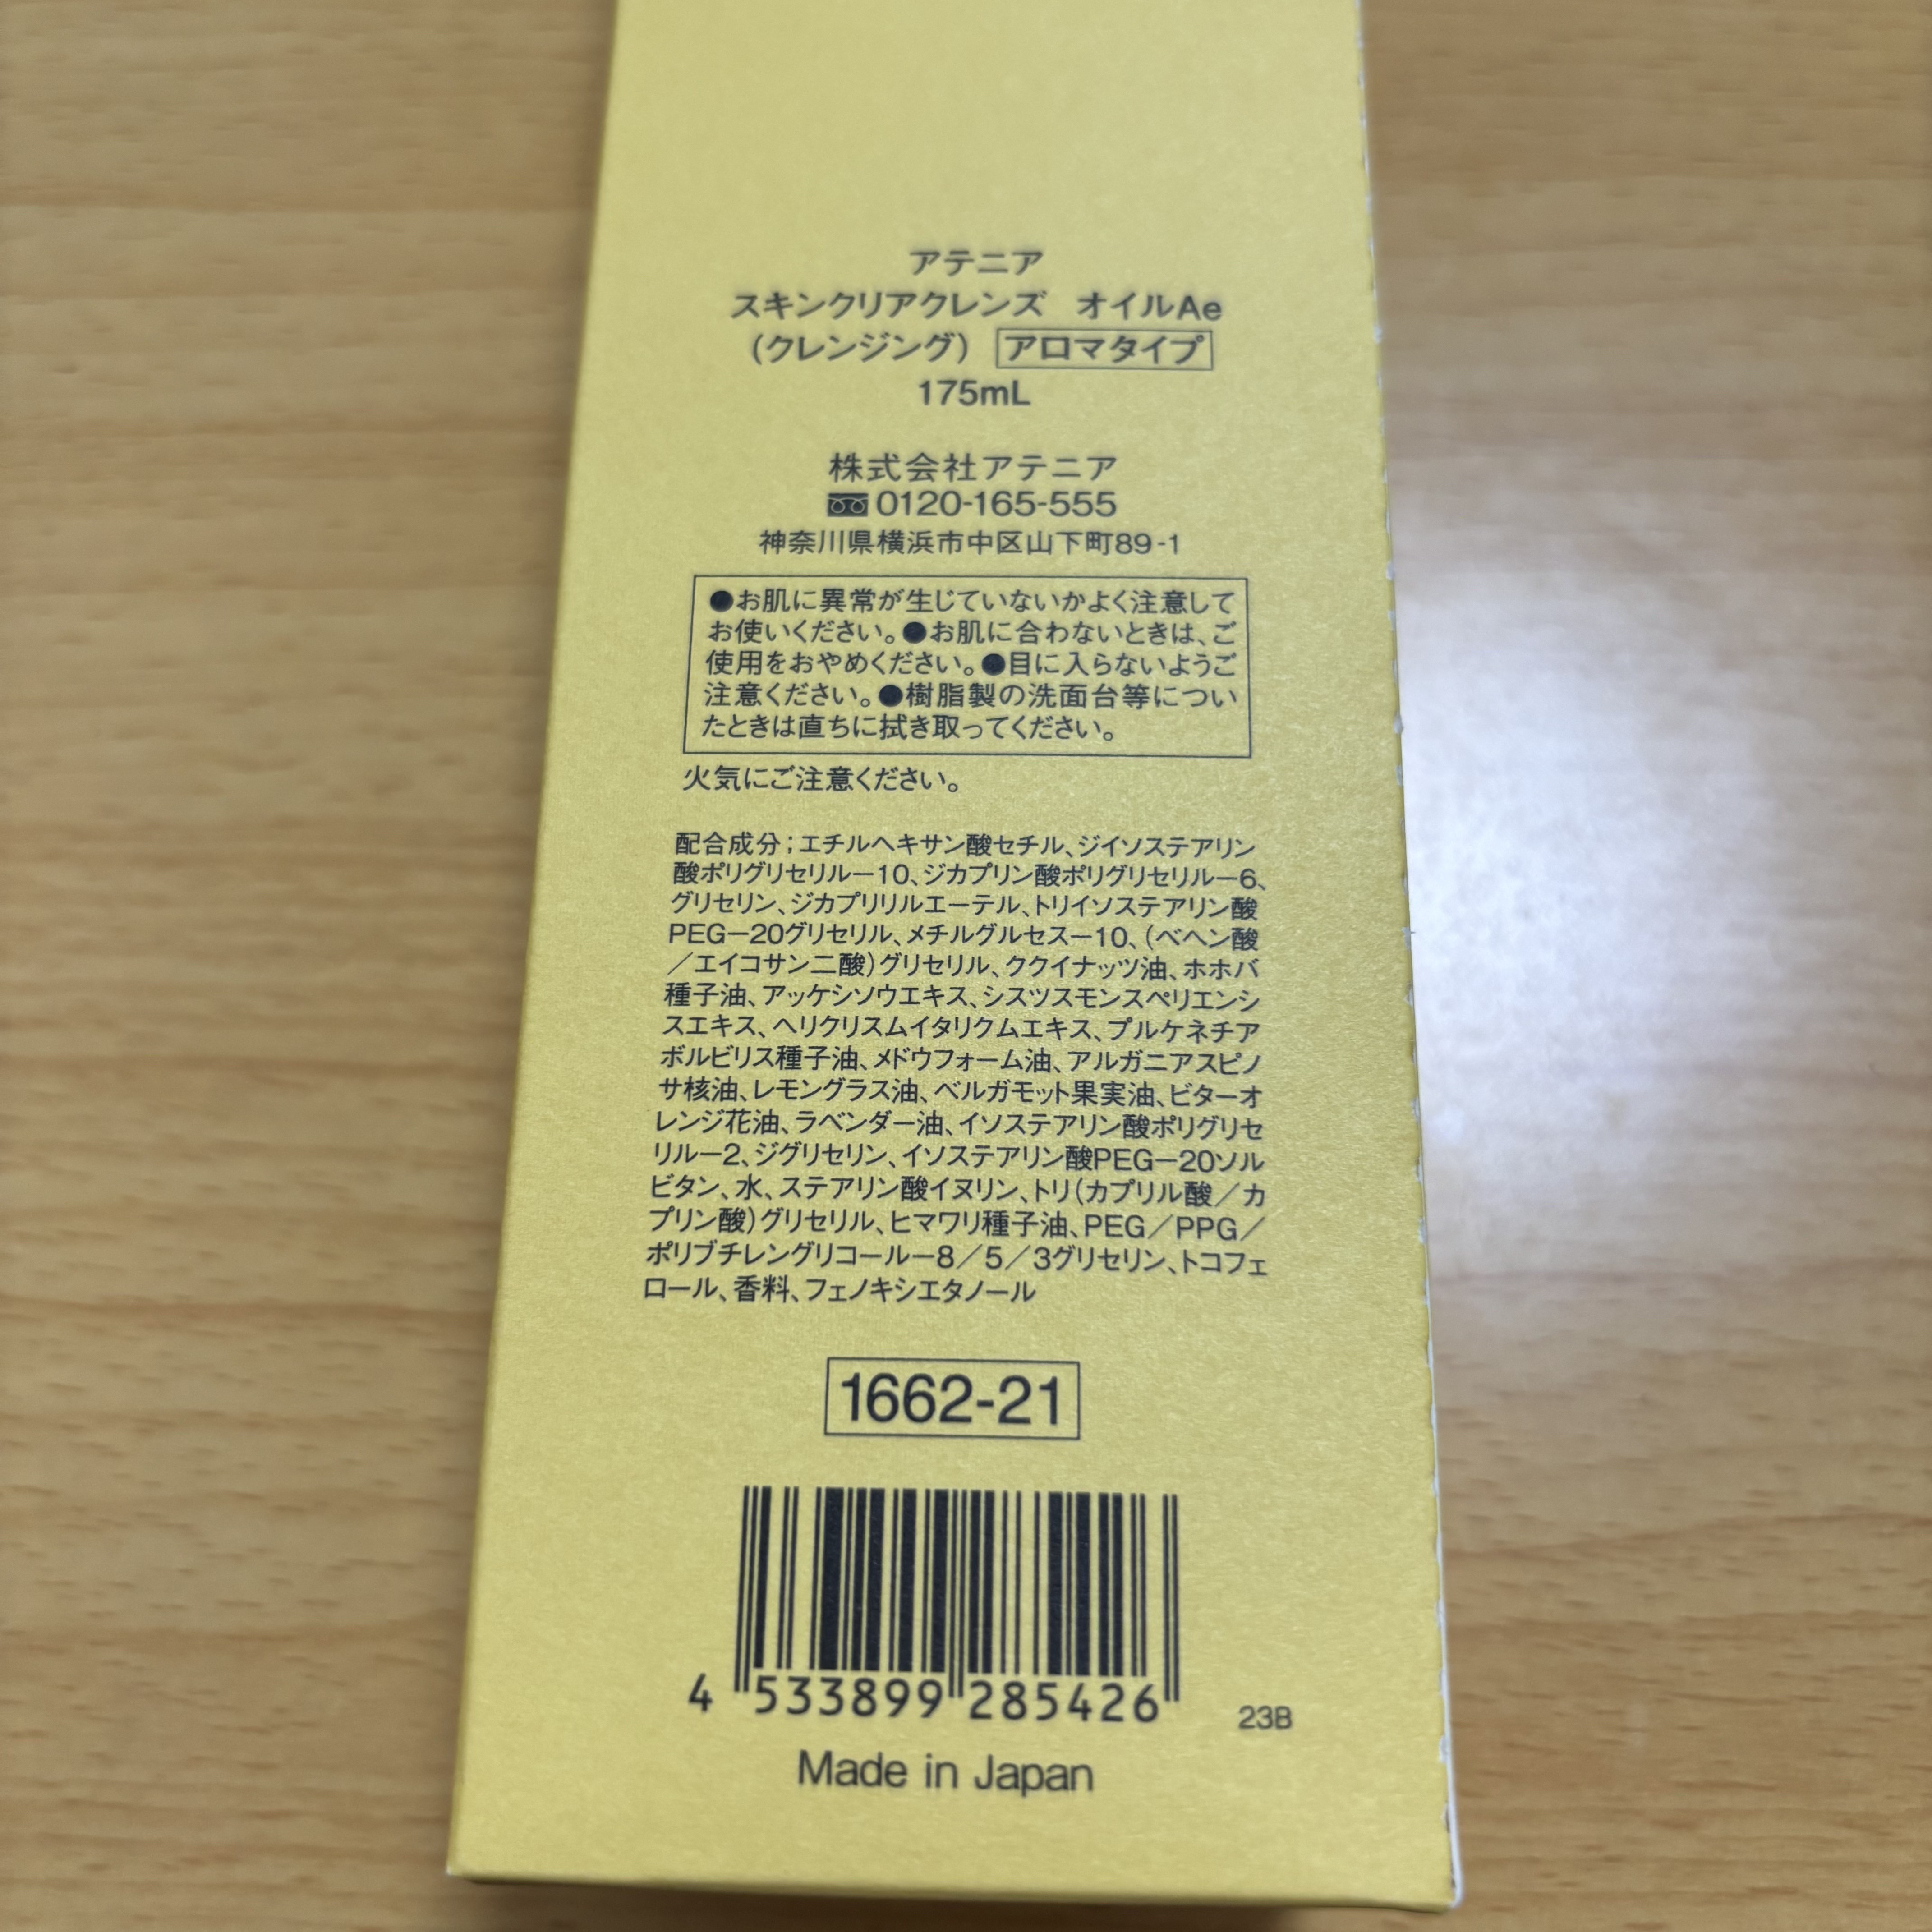 アテニア
スキンクリアクレンズ オイルAe
(クレンジング) アロマタイプ
175mL
株式会社アテニア
0120-165-555
神奈川県横浜市中区山下町89-1
●お肌に異常が生じていないかよく注意して
お使いください。●お肌に合わないときは、ご
使用をおやめください。●目に入らないようご
注意ください。●樹脂製の洗面台等につい
たときは直ちに拭き取ってください。
火気にご注意ください。
配合成分；エチルヘキサン酸セチル、ジイソステアリン
酸ポリグリセリル－10、ジカプリン酸ポリグリセリル－6、
グリセリン、ジカプリリルエーテル、トリイソステアリン酸
PEG－20グリセリル、メチルグルセス－10、(ベヘン酸
／エイコサン二酸)グリセリル、ククイナッツ油、ホホバ
種子油、アッケシソウエキス、シスツスモンスペリエンシ
スエキス、ヘリクリスムイタリクムエキス、プルケネチア
ボルビリス種子油、メドウフォーム油、アルガニアスピノ
サ核油、レモングラス油、ベルガモット果実油、ビターオ
レンジ花油、ラベンダー油、イソステアリン酸ポリグリセ
リル－2、ジグリセリン、イソステアリン酸PEG－20ソル
ビタン、水、ステアリン酸イヌリン、トリ(カプリル酸／カ
プリン酸)グリセリル、ヒマワリ種子油、PEG／PPG／
ポリブチレングリコール－8／5／3グリセリン、トコフェ
ロール、香料、フェノキシエタノール
1662-21
4 533899 285426
23B
Made in Japan